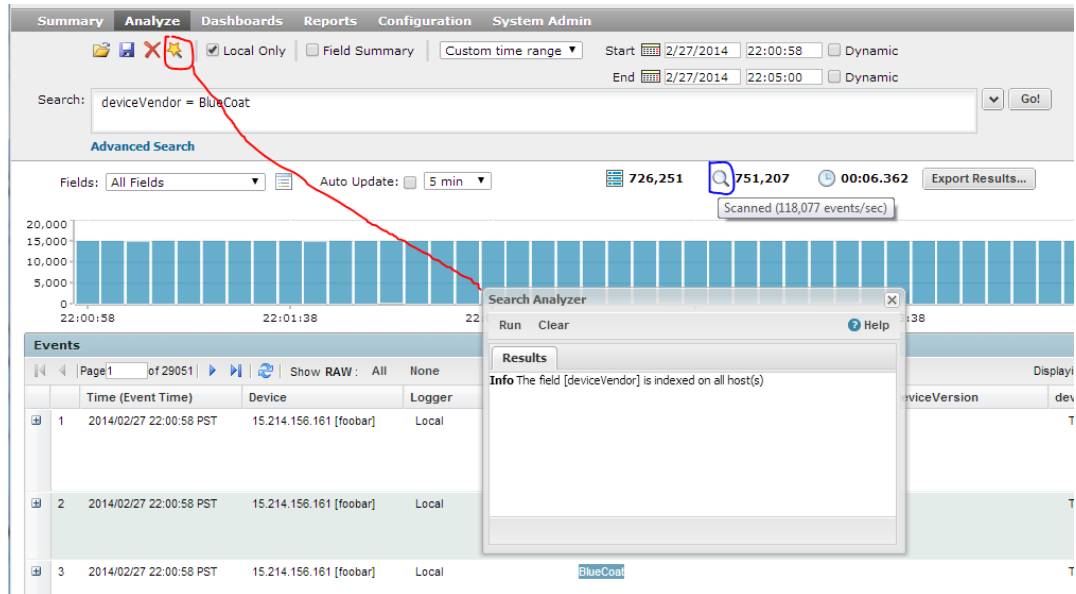 Summary Analyze Dashboards Reports Configuration System Admin
Local Only Field Summary Custom time range Start 2/27/2014 22:00:58 Dynamic
End 2/27/2014 22:05:00 Dynamic
Search: deviceVendor = BlueCoat Go!
Advanced Search
Fields: All Fields Auto Update: 5 min 726,251 751,207 00:06.362 Export Results...
Scanned (118,077 events/sec)
20,000
15,000
10,000
5,000
0
22:00:58 22:01:38 22 :38
Search Analyzer
Run Clear Help
Results
Info The field [deviceVendor] is indexed on all host(s)
Events
Page 1 of 29051 Show RAW: All None Displayi
Time (Event Time) Device Logger eviceVersion dev
1 2014/02/27 22:00:58 PST 15.214.156.161 [foobar] Local T
2 2014/02/27 22:00:58 PST 15.214.156.161 [foobar] Local T
3 2014/02/27 22:00:58 PST 15.214.156.161 [foobar] Local BlueCoat T